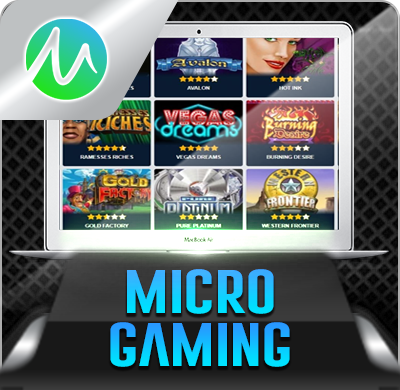 Avalon
AVALON
HOT INK
RICHES
VEGAS
dreams
Burning
Desire
RAMESSES RICHES
VEGAS DREAMS
BURNING DESIRE
GOLD
FACTORY
PURE
PLATINUM
WESTERN
FRONTIER
GOLD FACTORY
PURE PLATINUM
WESTERN FRONTIER
MacBook Air
MICRO
GAMING